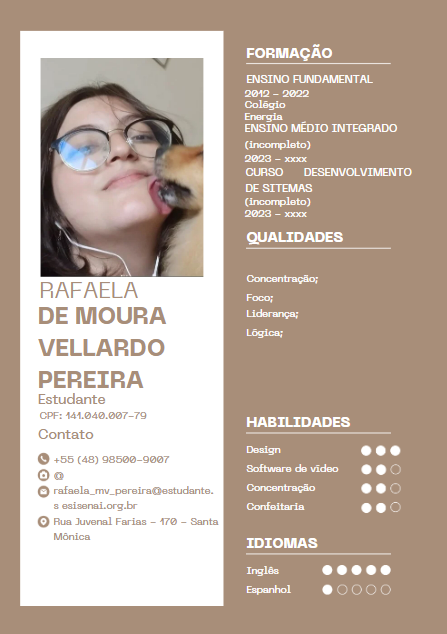 RAFAELA
DE MOURA
VELLARDO
PEREIRA
Estudante
CPF: 141.040.007-79
Contato
+55 (48) 98500-9007
@
rafaela_mv_pereira@estudante.
s esisenai.org.br
Rua Juvenal Farias - 170 - Santa
Mônica
FORMAÇÃO
ENSINO FUNDAMENTAL
2012 - 2022
Colégio
Energia
ENSINO MÉDIO INTEGRADO
(incompleto)
2023 - xxxx
CURSO DESENVOLVIMENTO
DE SITEMAS
(incompleto)
2023 - xxxx
QUALIDADES
Concentração;
Foco;
Liderança;
Lógica;
HABILIDADES
Design
Software de vídeo
Concentração
Confeitaria
IDIOMAS
Inglês
Espanhol